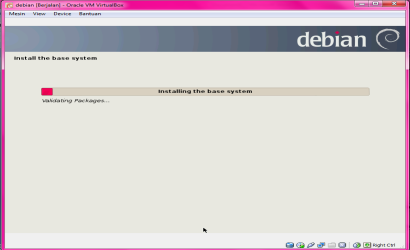 debian [Berjalan] - Oracle VM VirtualBox
Mesin View Device Bantuan
debian
Install the base system
Installing the base system
Validating Packages...
Right Ctrl